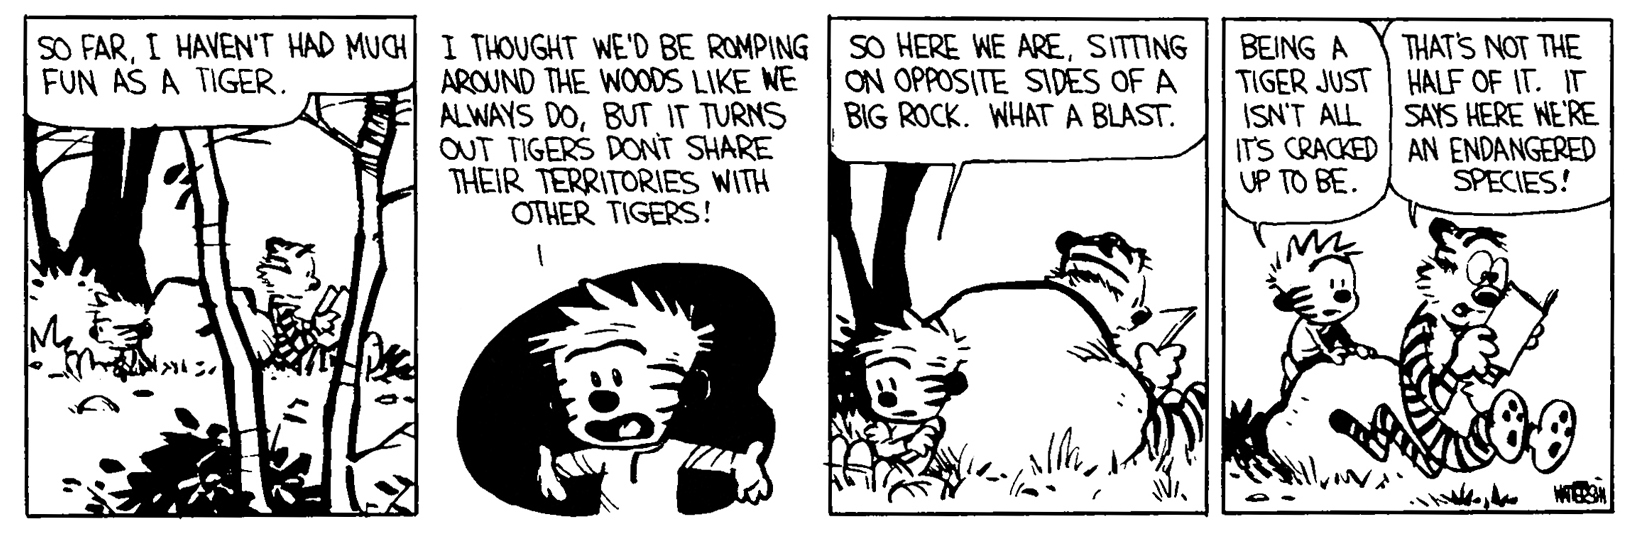 SO FAR, I HAVEN'T HAD MUCH
FUN AS A TIGER.
I THOUGHT WE'D BE ROMPING
AROUND THE WOODS LIKE WE
ALWAYS DO, BUT IT TURNS
OUT TIGERS DON'T SHARE
THEIR TERRITORIES WITH
OTHER TIGERS!
SO HERE WE ARE, SITTING
ON OPPOSITE SIDES OF A
BIG ROCK. WHAT A BLAST.
BEING A
TIGER JUST
ISN'T ALL
IT'S CRACKED
UP TO BE.
THAT'S NOT THE
HALF OF IT. IT
SAYS HERE WE'RE
AN ENDANGERED
SPECIES!
WATTERSON